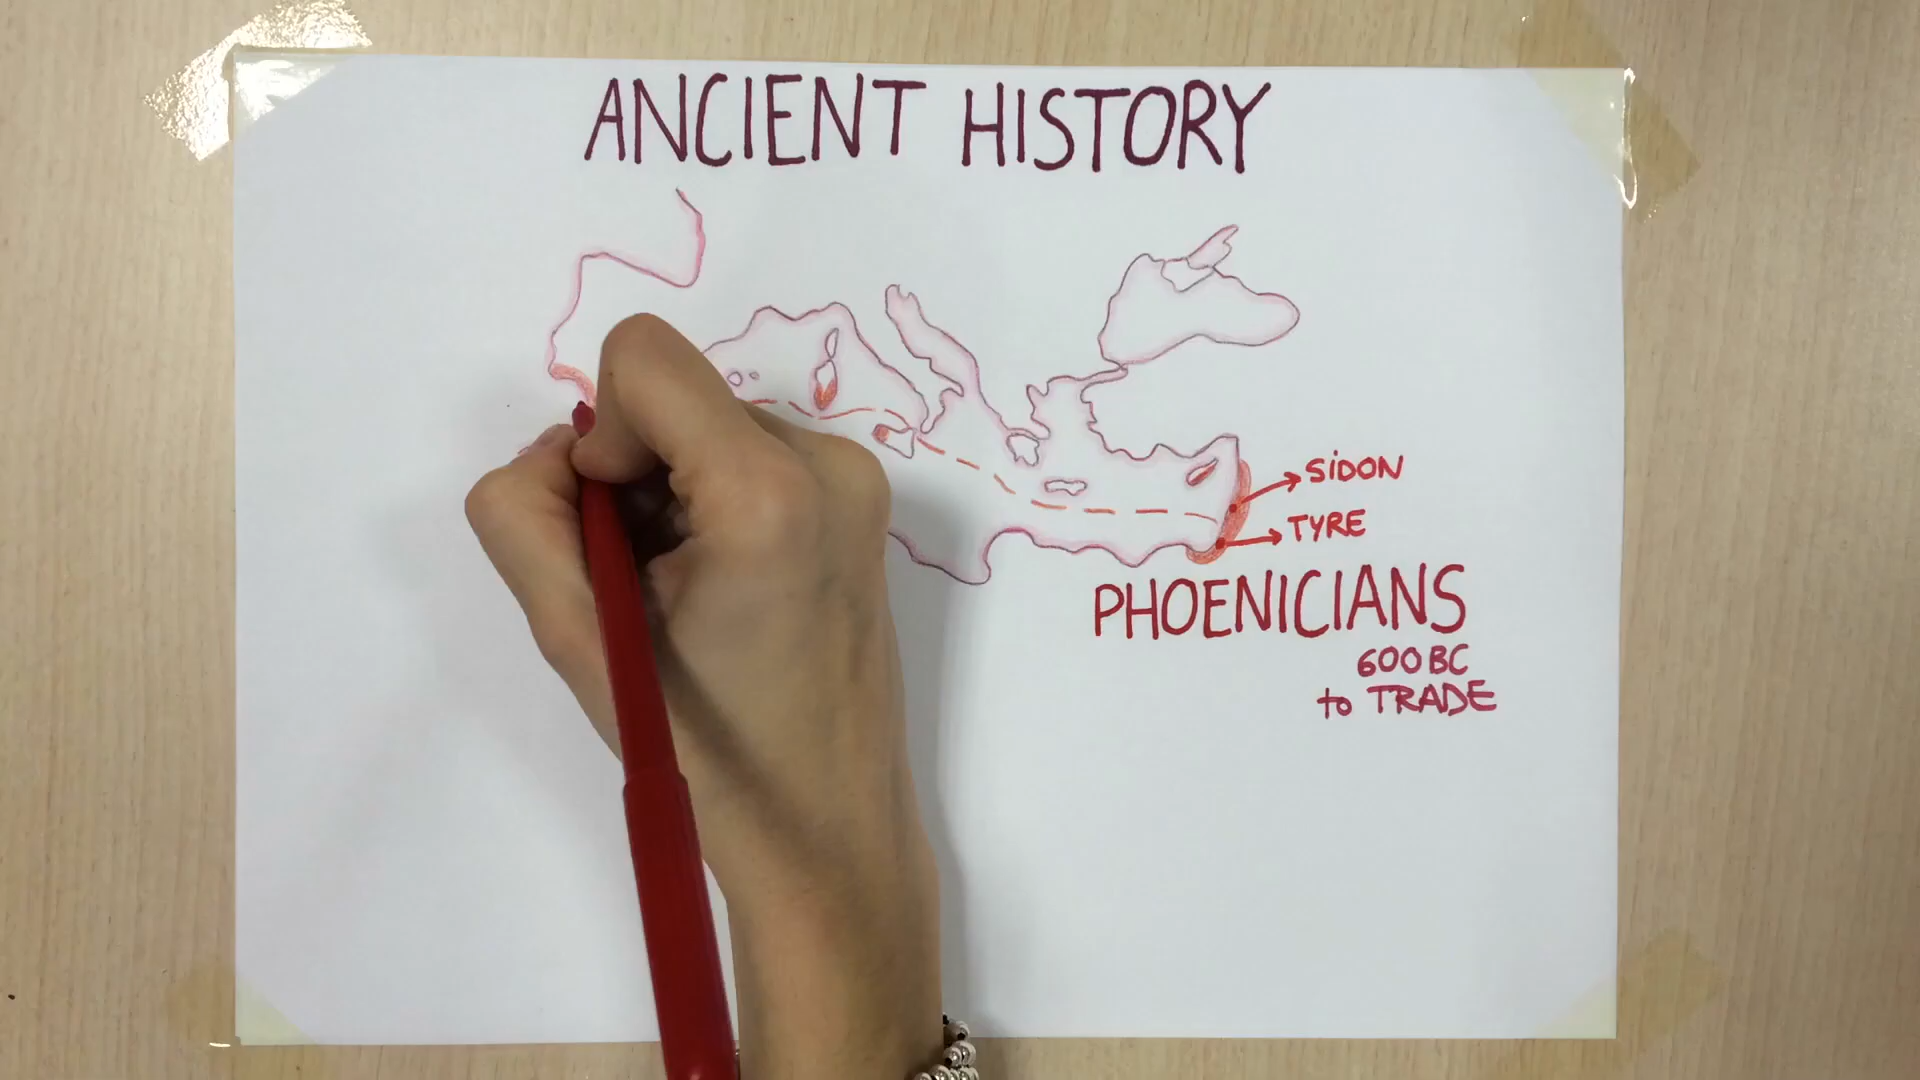 ANCIENT HISTORY
SiDON
TYRE
PHOENICIANS
600 BC
to TRADE